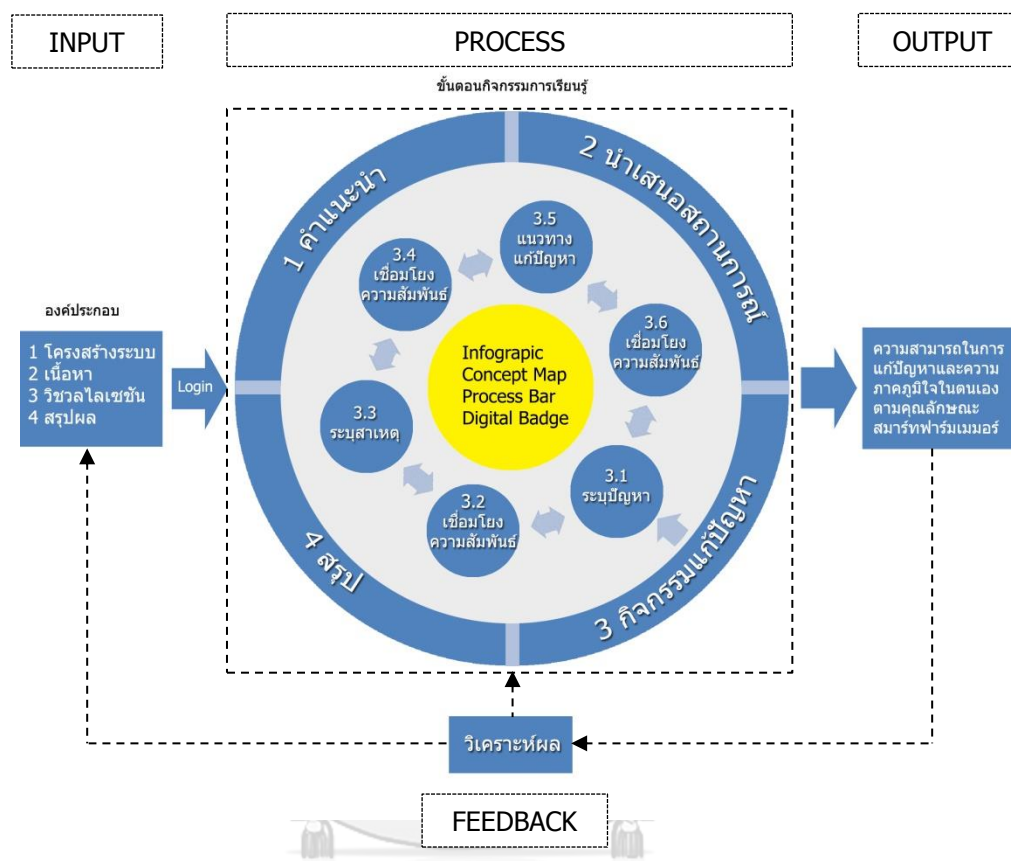 INPUT
PROCESS
OUTPUT
ขั้นตอนกิจกรรมการเรียนรู้
องค์ประกอบ
1 โครงสร้างระบบ
2 เนื้อหา
3 วิชวลไลเซชัน
4 สรุปผล
Login
1 คำแนะนำ
2 นำเสนอสถานการณ์
3 กิจกรรมแก้ปัญหา
4 สรุป
3.1
ระบุปัญหา
3.2
เชื่อมโยง
ความสัมพันธ์
3.3
ระบุสาเหตุ
3.4
เชื่อมโยง
ความสัมพันธ์
3.5
แนวทาง
แก้ปัญหา
3.6
เชื่อมโยง
ความสัมพันธ์
Infograpic
Concept Map
Process Bar
Digital Badge
ความสามารถในการ
แก้ปัญหาและความ
ภาคภูมิใจในตนเอง
ตามคุณลักษณะ
สมาร์ทฟาร์มเมมอร์
วิเคราะห์ผล
FEEDBACK